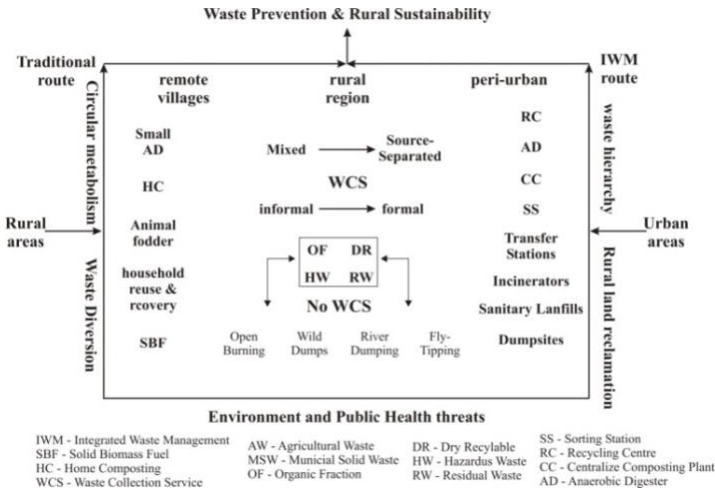 Waste Prevention & Rural Sustainability
Traditional
route
IWM
route
remote
villages
rural
region
peri-urban
Circular metabolism
Waste Diversion
Rural
areas
Small
AD
HC
Animal
fodder
household
reuse &
rcovery
SBF
Mixed
Source-
Separated
WCS
informal
formal
OF DR
HW RW
No WCS
Open
Burning
Wild
Dumps
River
Dumping
Fly-
Tipping
RC
AD
CC
SS
Transfer
Stations
Incinerators
Sanitary Lanfills
Dumpsites
waste hierarchy
Rural land reclamation
Urban
areas
Environment and Public Health threats
IWM - Integrated Waste Management
SBF - Solid Biomass Fuel
HC - Home Composting
WCS - Waste Collection Service
AW - Agricultural Waste
MSW - Municial Solid Waste
OF - Organic Fraction
DR - Dry Recylable
HW - Hazardus Waste
RW - Residual Waste
SS - Sorting Station
RC - Recycling Centre
CC - Centralize Composting Plant
AD - Anaerobic Digester